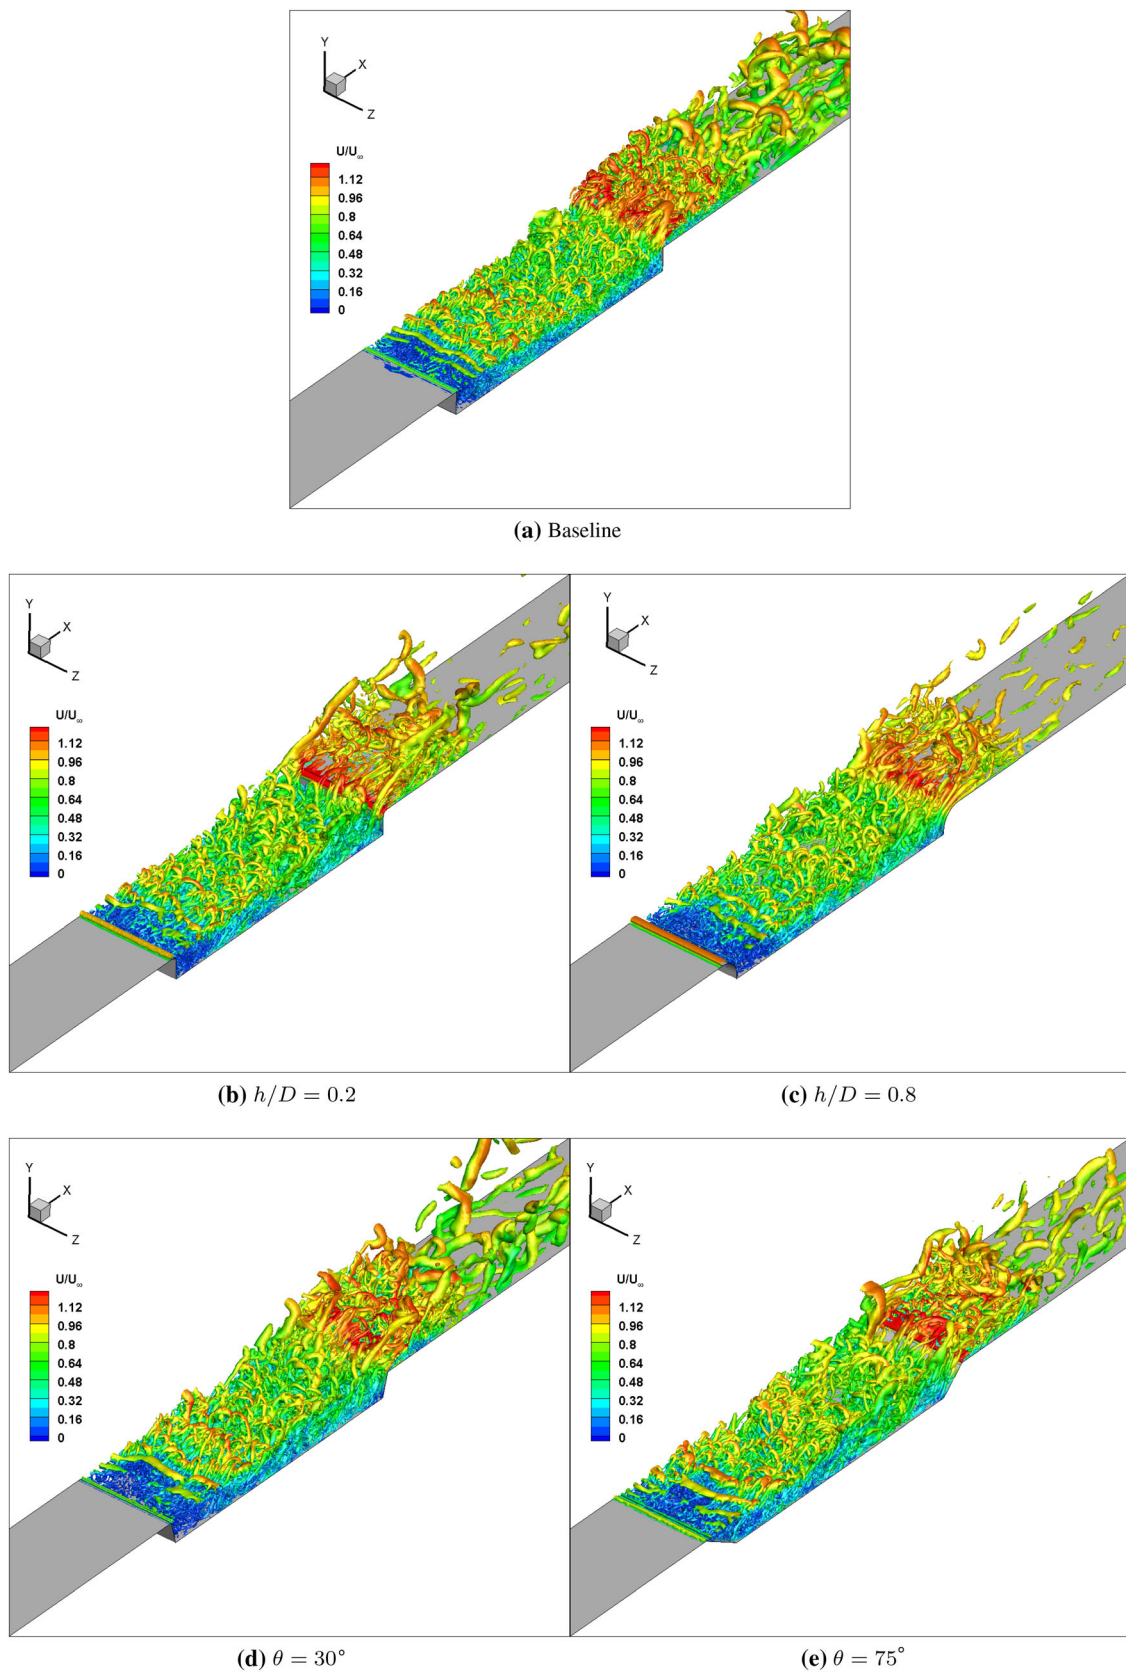 Y
X
Z
U/U∞
1.12
0.96
0.8
0.64
0.48
0.32
0.16
0
(a) Baseline
Y
X
Z
U/U∞
1.12
0.96
0.8
0.64
0.48
0.32
0.16
0
Y
X
Z
U/U∞
1.12
0.96
0.8
0.64
0.48
0.32
0.16
0
(b) h/D = 0.2
(c) h/D = 0.8
Y
X
Z
U/U∞
1.12
0.96
0.8
0.64
0.48
0.32
0.16
0
Y
X
Z
U/U∞
1.12
0.96
0.8
0.64
0.48
0.32
0.16
0
(d) θ = 30°
(e) θ = 75°